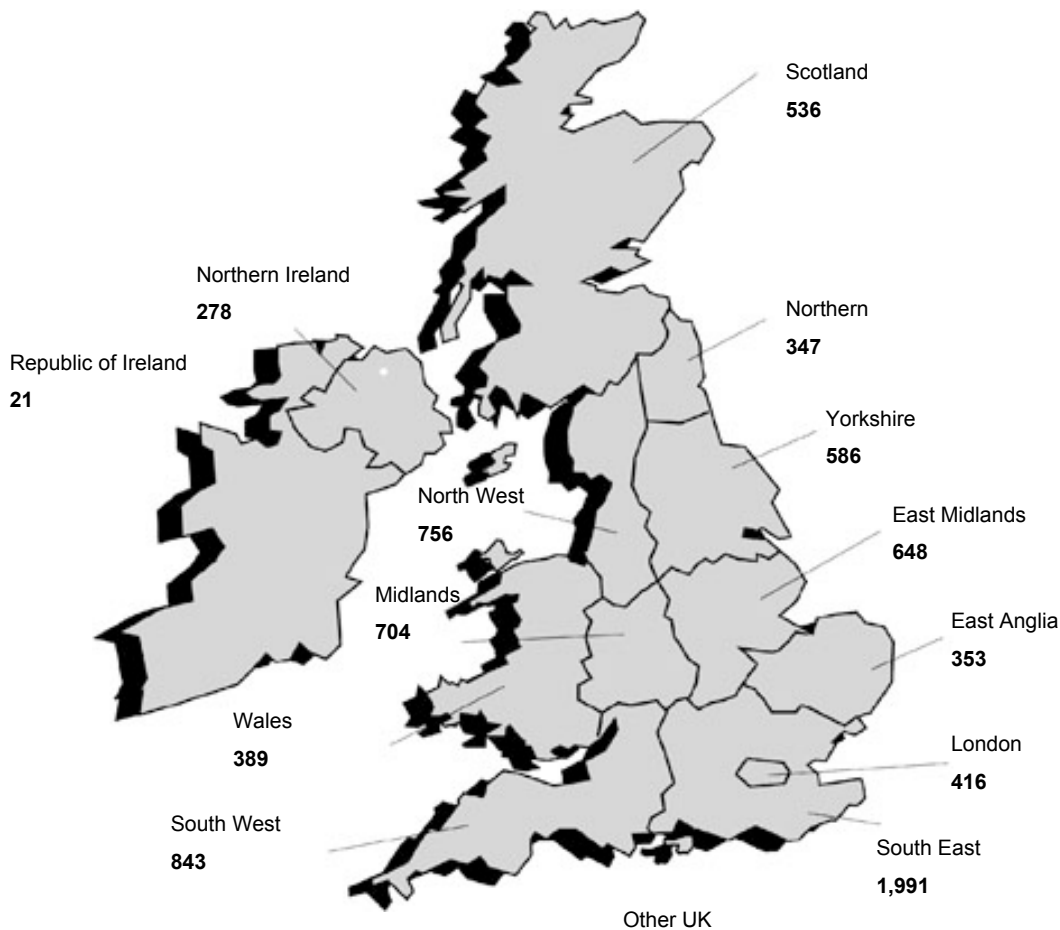 Scotland
536
Northern Ireland
278
Northern
347
Republic of Ireland
21
Yorkshire
586
North West
756
East Midlands
648
Midlands
704
East Anglia
353
Wales
389
London
416
South West
843
South East
1,991
Other UK